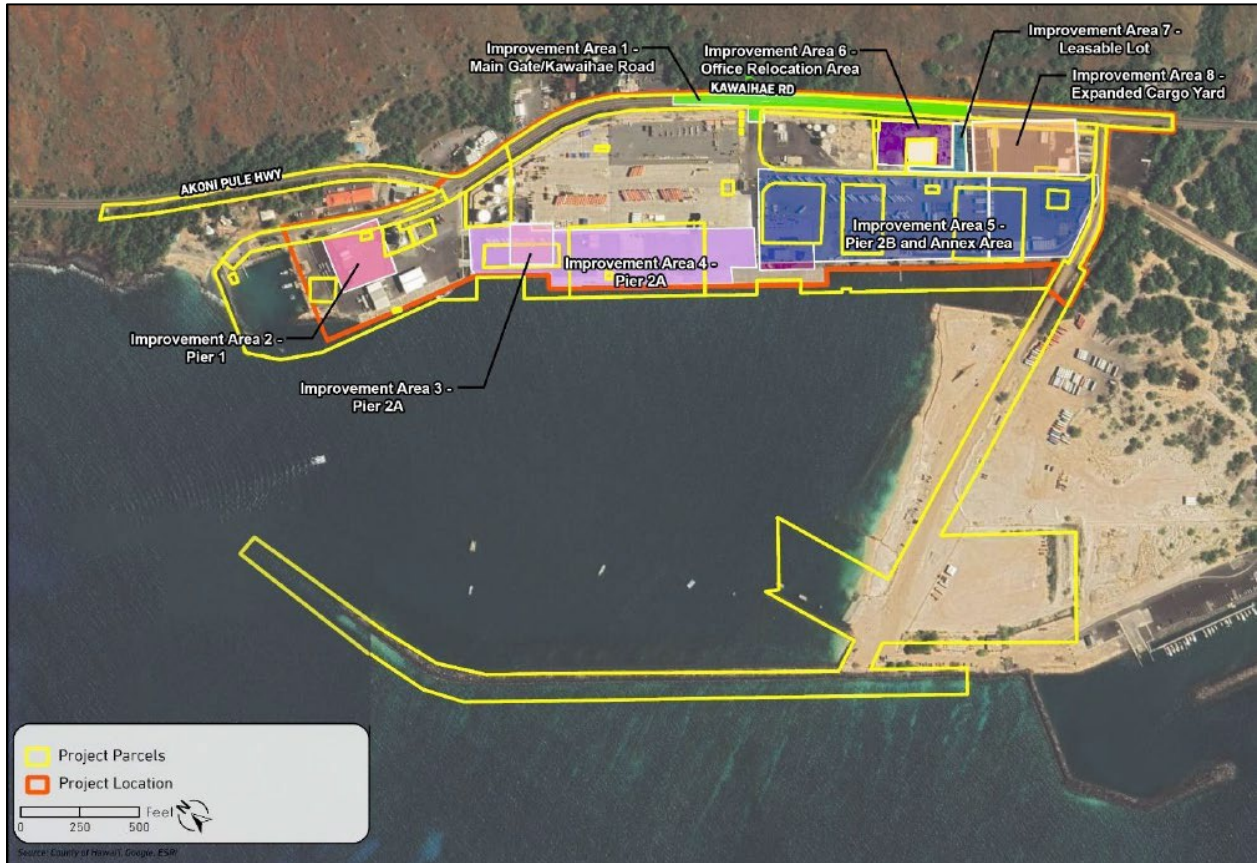 Improvement Area 1 -
Main Gate/Kawaihae Road
Improvement Area 6 -
Office Relocation Area
Improvement Area 7 -
Leasable Lot
Improvement Area 8 -
Expanded Cargo Yard
KAWAIHAE RD
AKONI PULE HWY
Improvement Area 5 -
Pier 2B and Annex Area
Improvement Area 4 -
Pier 2A
Improvement Area 2 -
Pier 1
Improvement Area 3 -
Pier 2A
Project Parcels
Project Location
Feet
N
0 250 500
Source: County of Hawai'i, Google, ESRI